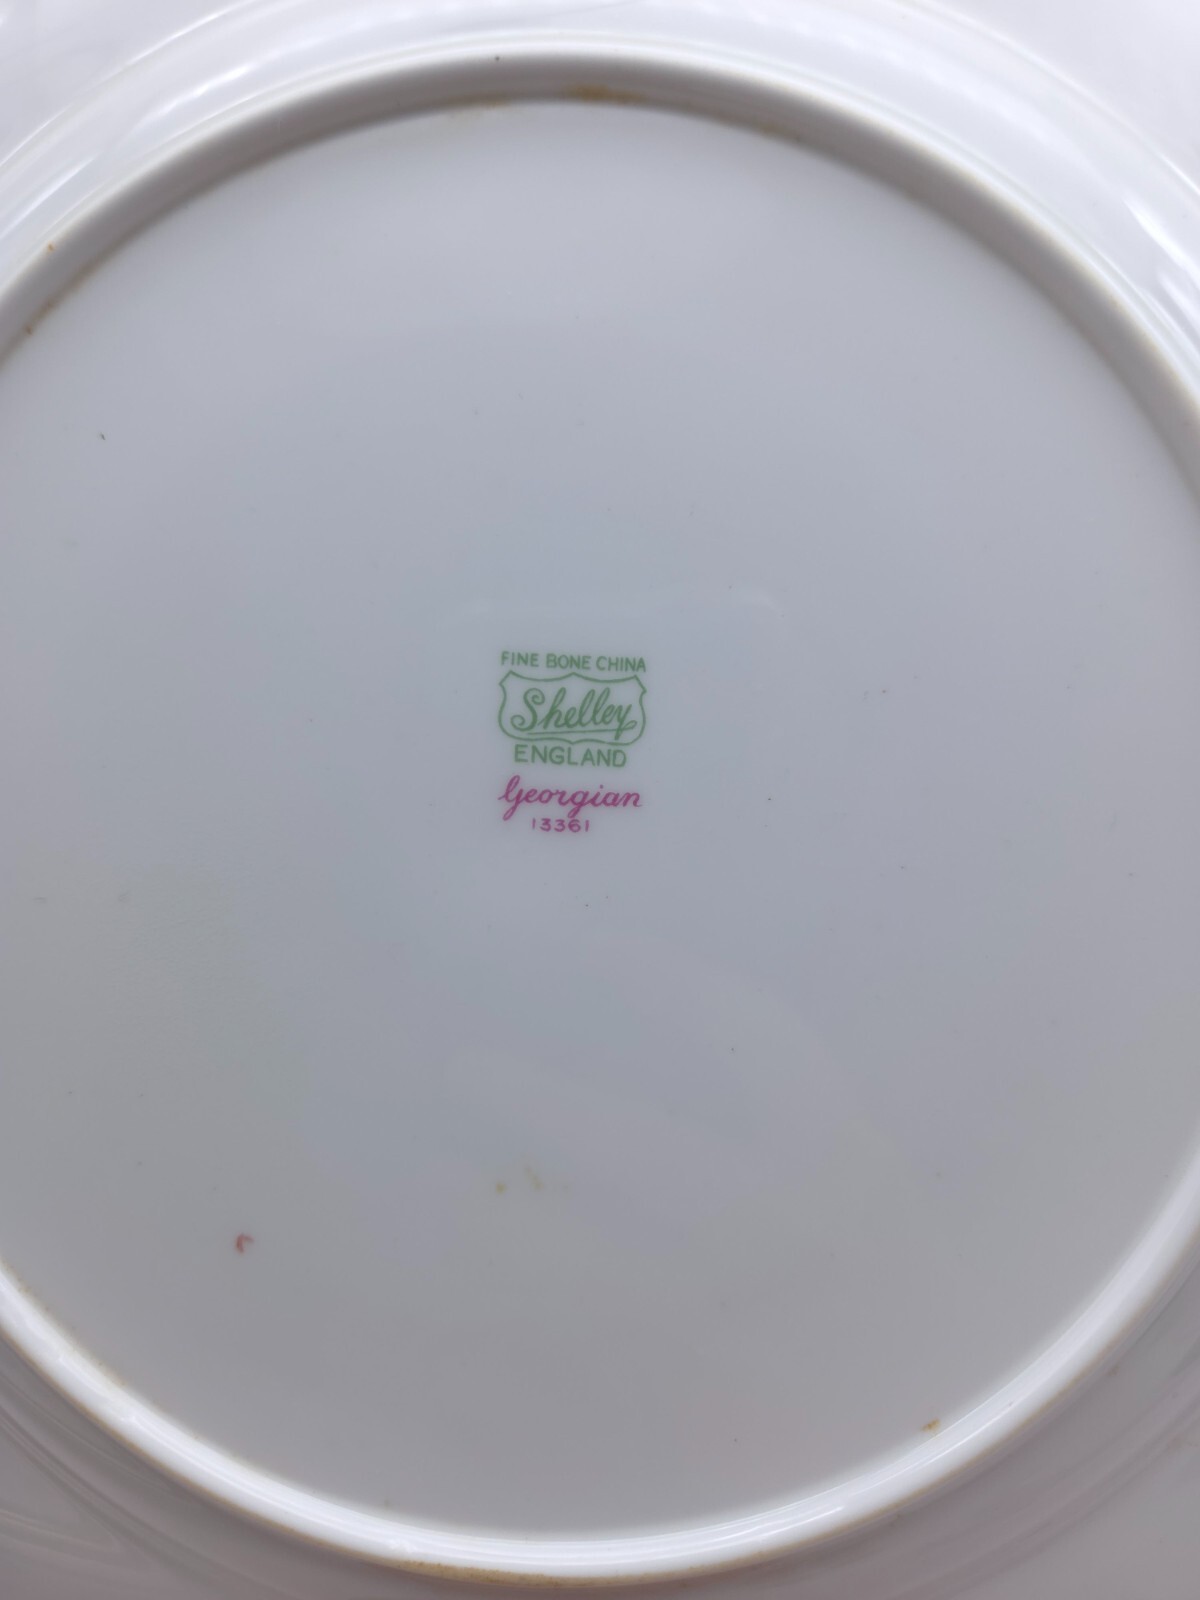 FINE BONE CHINA
Shelley
ENGLAND
Georgian
13361